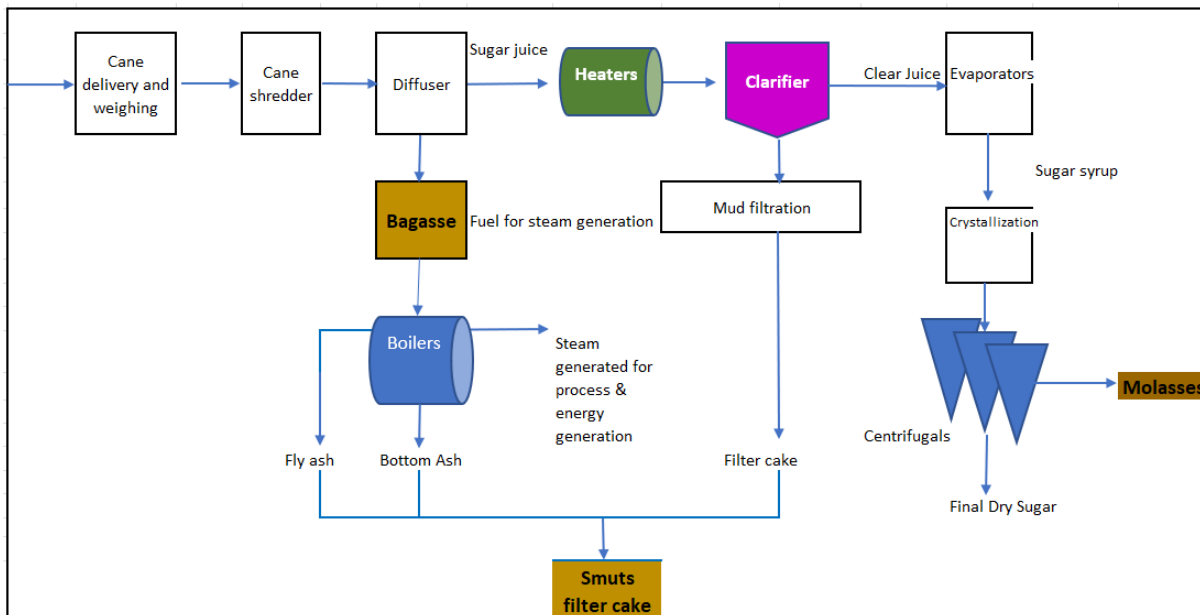 Cane
delivery and
weighing
Cane
shredder
Diffuser
Sugar juice
Heaters
Clarifier
Clear Juice
Evaporators
Bagasse
Fuel for steam generation
Mud filtration
Sugar syrup
Crystallization
Boilers
Steam
generated for
process &
energy
generation
Centrifugals
Molasses
Fly ash
Bottom Ash
Filter cake
Final Dry Sugar
Smuts
filter cake